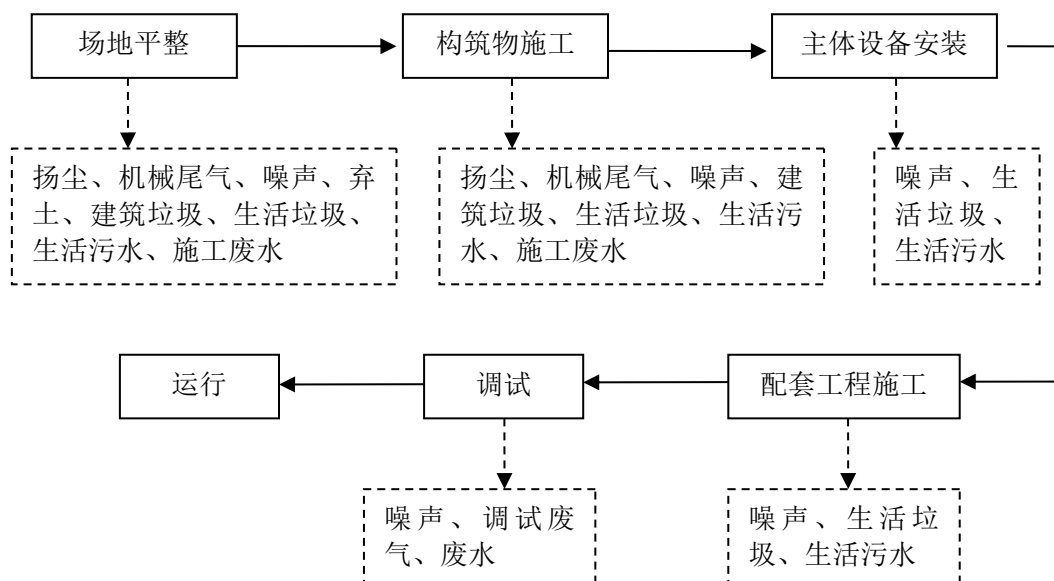 场地平整
构筑物施工
主体设备安装
扬尘、机械尾气、噪声、弃
土、建筑垃圾、生活垃圾、
生活污水、施工废水
扬尘、机械尾气、噪声、建
筑垃圾、生活垃圾、生活污
水、施工废水
噪声、生
活垃圾、
生活污水
运行
调试
配套工程施工
噪声、调试废
气、废水
噪声、生活垃
圾、生活污水